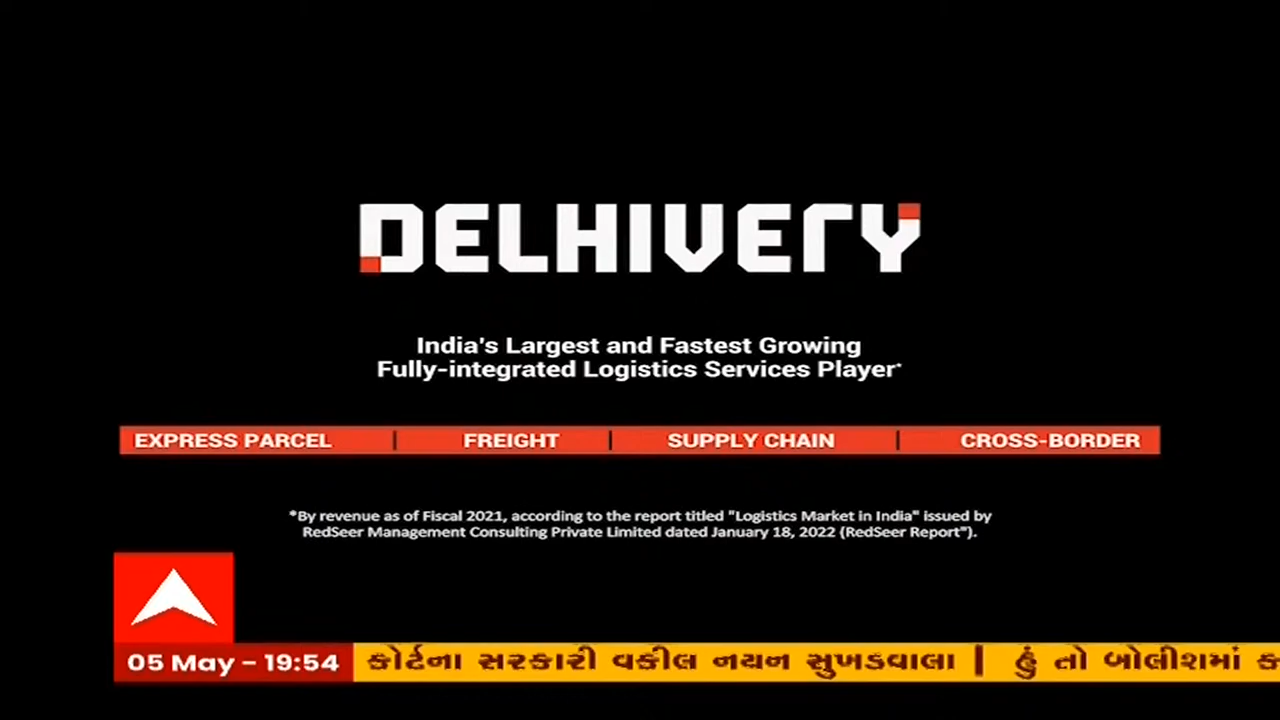 DELHIVERY
India's Largest and Fastest Growing
Fully-integrated Logistics Services Player*
EXPRESS PARCEL | FREIGHT | SUPPLY CHAIN | CROSS-BORDER
*By revenue as of Fiscal 2021, according to the report titled "Logistics Market in India" issued by
RedSeer Management Consulting Private Limited dated January 18, 2022 (RedSeer Report").
05 May - 19:54 કોર્ટના સરકારી વકીલ નયન સુખડવાલા | હું તો બોલીશમાં